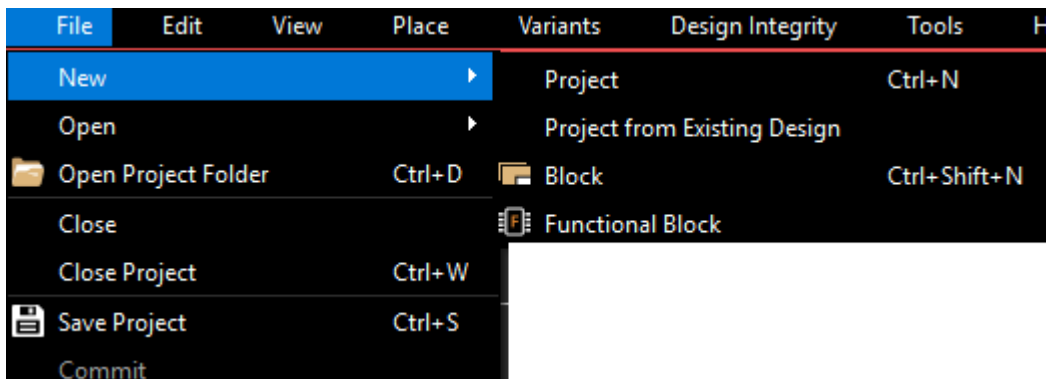 File Edit View Place Variants Design Integrity Tools H
New Project Ctrl+N
Open Project from Existing Design
Open Project Folder Ctrl+D Block Ctrl+Shift+N
Close F Functional Block
Close Project Ctrl+W
Save Project Ctrl+S
Commit